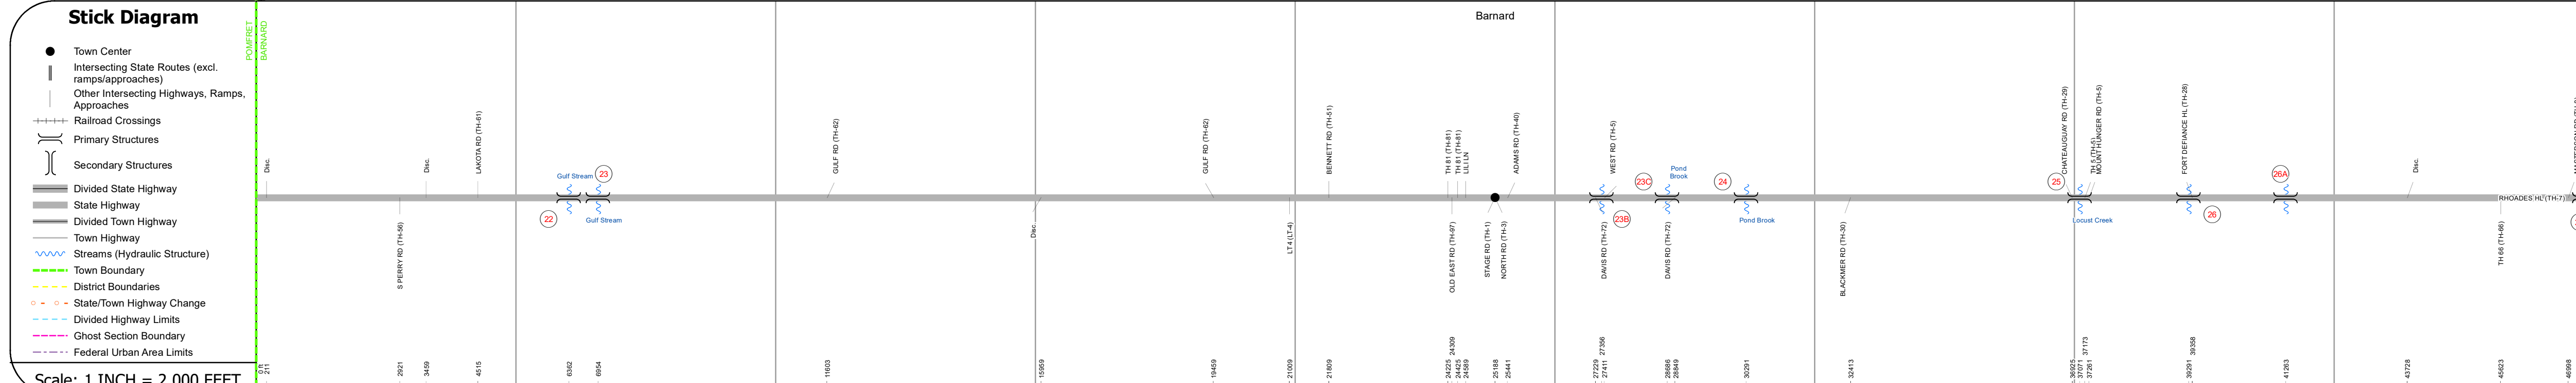 Stick Diagram
Town Center
Intersecting State Routes (excl.
ramps/approaches)
Other Intersecting Highways, Ramps,
Approaches
Railroad Crossings
Primary Structures
Secondary Structures
Divided State Highway
State Highway
Divided Town Highway
Town Highway
Streams (Hydraulic Structure)
Town Boundary
District Boundaries
State/Town Highway Change
Divided Highway Limits
Ghost Section Boundary
Federal Urban Area Limits
Scale: 1 INCH = 2,000 FEET
POMFRET
BARNARD
Barnard
Disc.
S PERRY RD (TH-56)
Disc.
LAKOTA RD (TH-61)
Gulf Stream
22
23
Gulf Stream
GULF RD (TH-62)
Disc.
GULF RD (TH-62)
LT 4 (LT-4)
BENNETT RD (TH-51)
TH 81 (TH-81)
OLD EAST RD (TH-97)
TH 81 (TH-81)
LILI LN
STAGE RD (TH-1)
NORTH RD (TH-3)
ADAMS RD (TH-40)
WEST RD (TH-5)
DAVIS RD (TH-72)
23B
23C
Pond
Brook
DAVIS RD (TH-72)
24
Pond Brook
BLACKMER RD (TH-30)
25
CHATEAUGUAY RD (TH-29)
TH 5 (TH-5)
MOUNT HUNGER RD (TH-5)
Locust Creek
FORT DEFIANCE HL (TH-28)
26
26A
Disc.
TH 66 (TH-66)
RHOADES HL (TH-7)
0 ft
211
2921
3459
4515
6362
6954
11603
15959
19459
21009
21809
24225
24309
24425
24589
25188
25441
27229
27356
27411
28686
28849
30291
32413
36925
37071
37173
37261
39291
39358
41263
43728
45623
46908